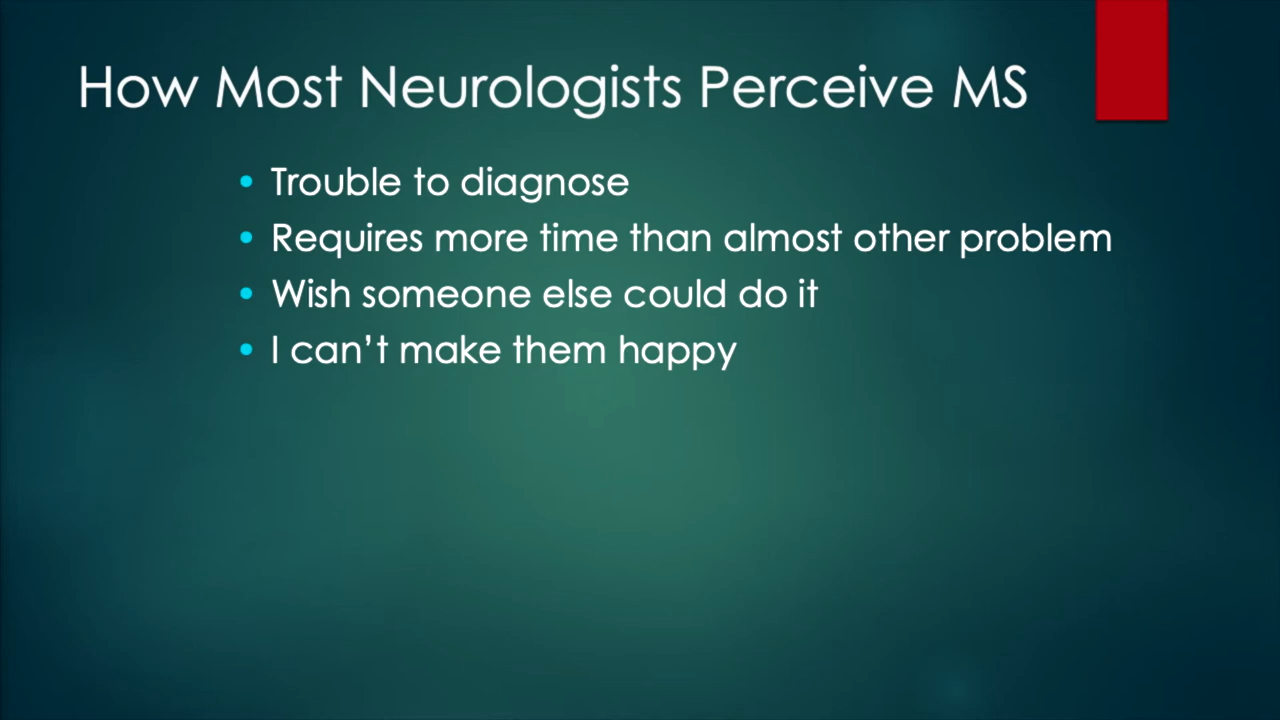 How Most Neurologists Perceive MS
• Trouble to diagnose
• Requires more time than almost other problem
• Wish someone else could do it
• I can’t make them happy